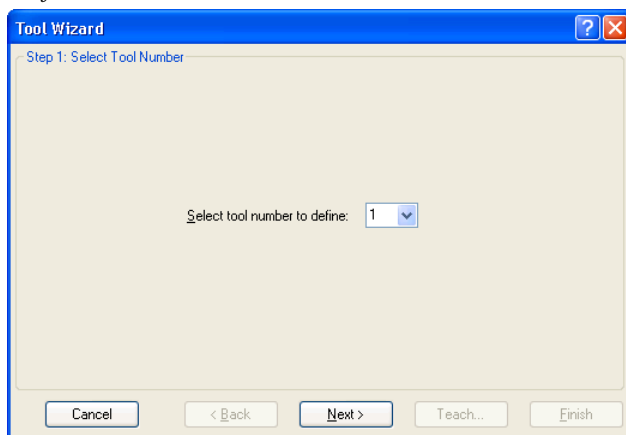 Tool Wizard
Step 1: Select Tool Number
Select tool number to define: 1
Cancel < Back Next > Teach... Finish